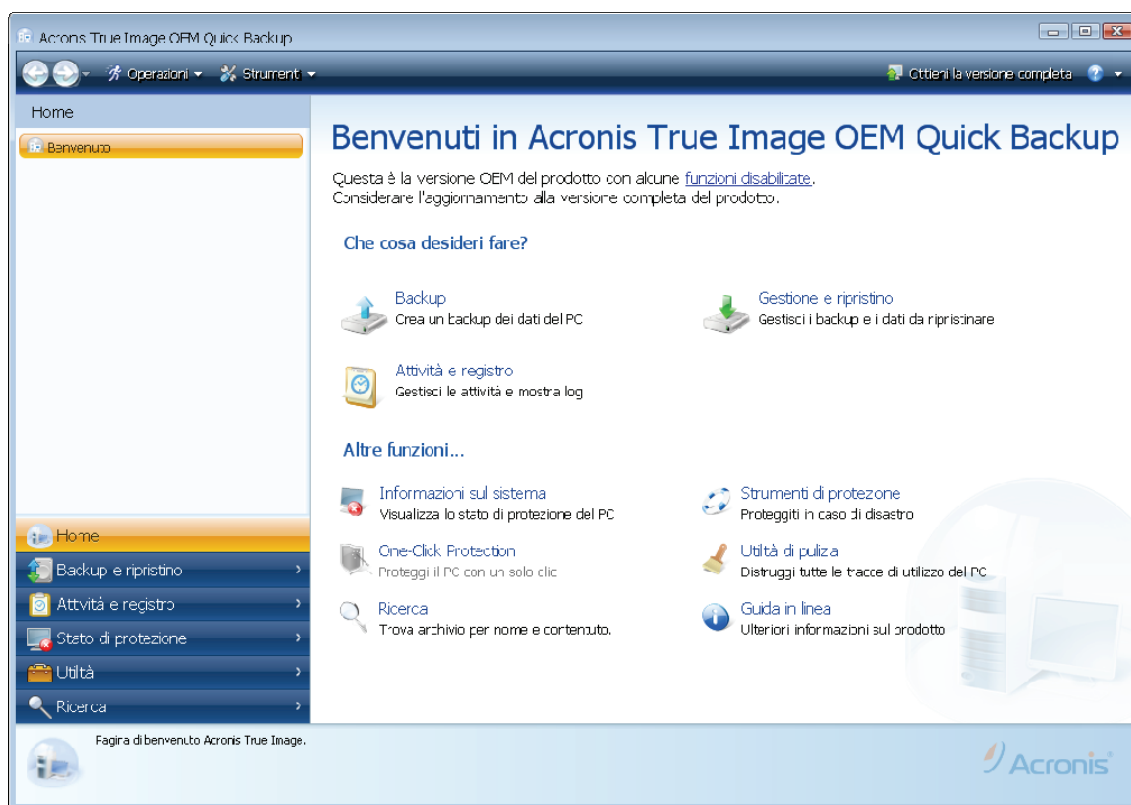 Acronis True Image OEM Quick Backup
Operazioni
Strumenti
Ottieni la versione completa
Home
Benvenuto
Benvenuti in Acronis True Image OEM Quick Backup
Questa è la versione OEM del prodotto con alcune funzioni disabilitate.
Considerare l'aggiornamento alla versione completa del prodotto.
Che cosa desideri fare?
Backup
Crea un backup dei dati del PC
Gestione e ripristino
Gestisci i backup e i dati da ripristinare
Attività e registro
Gestisci le attività e mostra log
Altre funzioni...
Informazioni sul sistema
Visualizza lo stato di protezione del PC
Strumenti di protezone
Proteggiti in caso di disastro
One-Click Protection
Proteggi il PC con un solo clic
Utiltà di puliza
Distruggi tutte le tracce di utilizzo del PC
Ricerca
Trova archivio per nome e contenuto.
Guida in linea
Ulteriori informazioni sul prodotto
Home
Backup e ripristino
Attività e registro
Stato di protezione
Utiltà
Ricerca
Pagina di benvenuto Acronis True Image.
Acronis